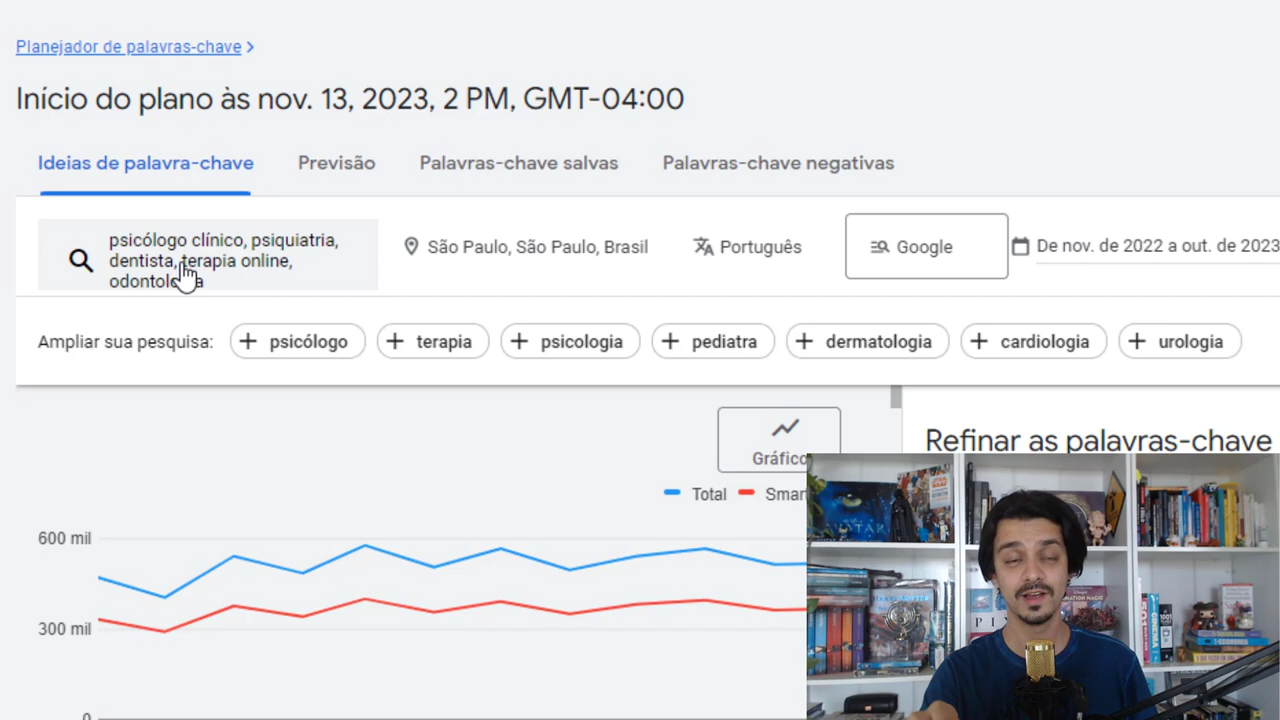 Planejador de palavras-chave
Início do plano às nov. 13, 2023, 2 PM, GMT-04:00
Ideias de palavra-chave Previsão Palavras-chave salvas Palavras-chave negativas
psicólogo clínico, psiquiatria,
dentista, terapia online,
São Paulo, São Paulo, Brasil Português Google De nov. de 2022 a out. de 2023
Ampliar sua pesquisa: psicólogo terapia psicologia pediatra dermatologia cardiologia urologia
Gráfico
Refinar as palavras-chave
Total
600 mil
300 mil
0
AVATAR